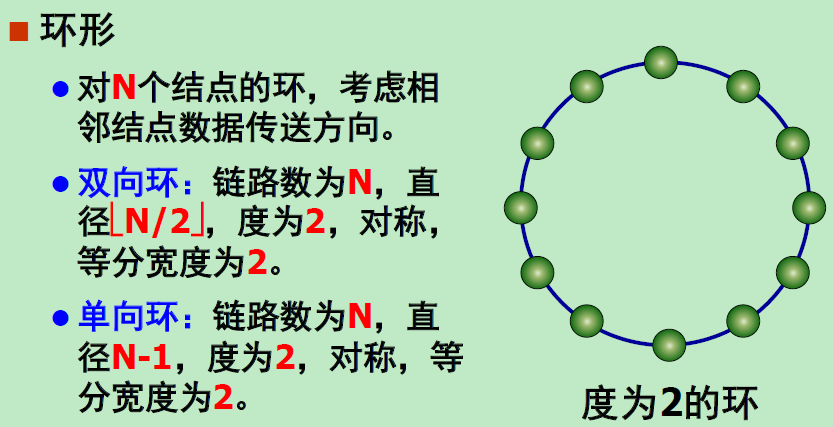 环形
对N个结点的环，考虑相
邻结点数据传送方向。
双向环：链路数为N，直
径⌊N/2⌋，度为2，对称，
等分宽度为2。
单向环：链路数为N，直
径N-1，度为2，对称，等
分宽度为2。
度为2的环